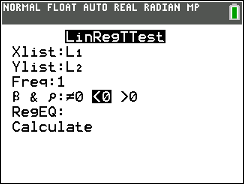 NORMAL FLOAT AUTO REAL RADIAN MP
LinRegTTest
Xlist:L₁
Ylist:L₂
Freq:1
β & ρ:≠0 <0 >0
RegEQ:
Calculate